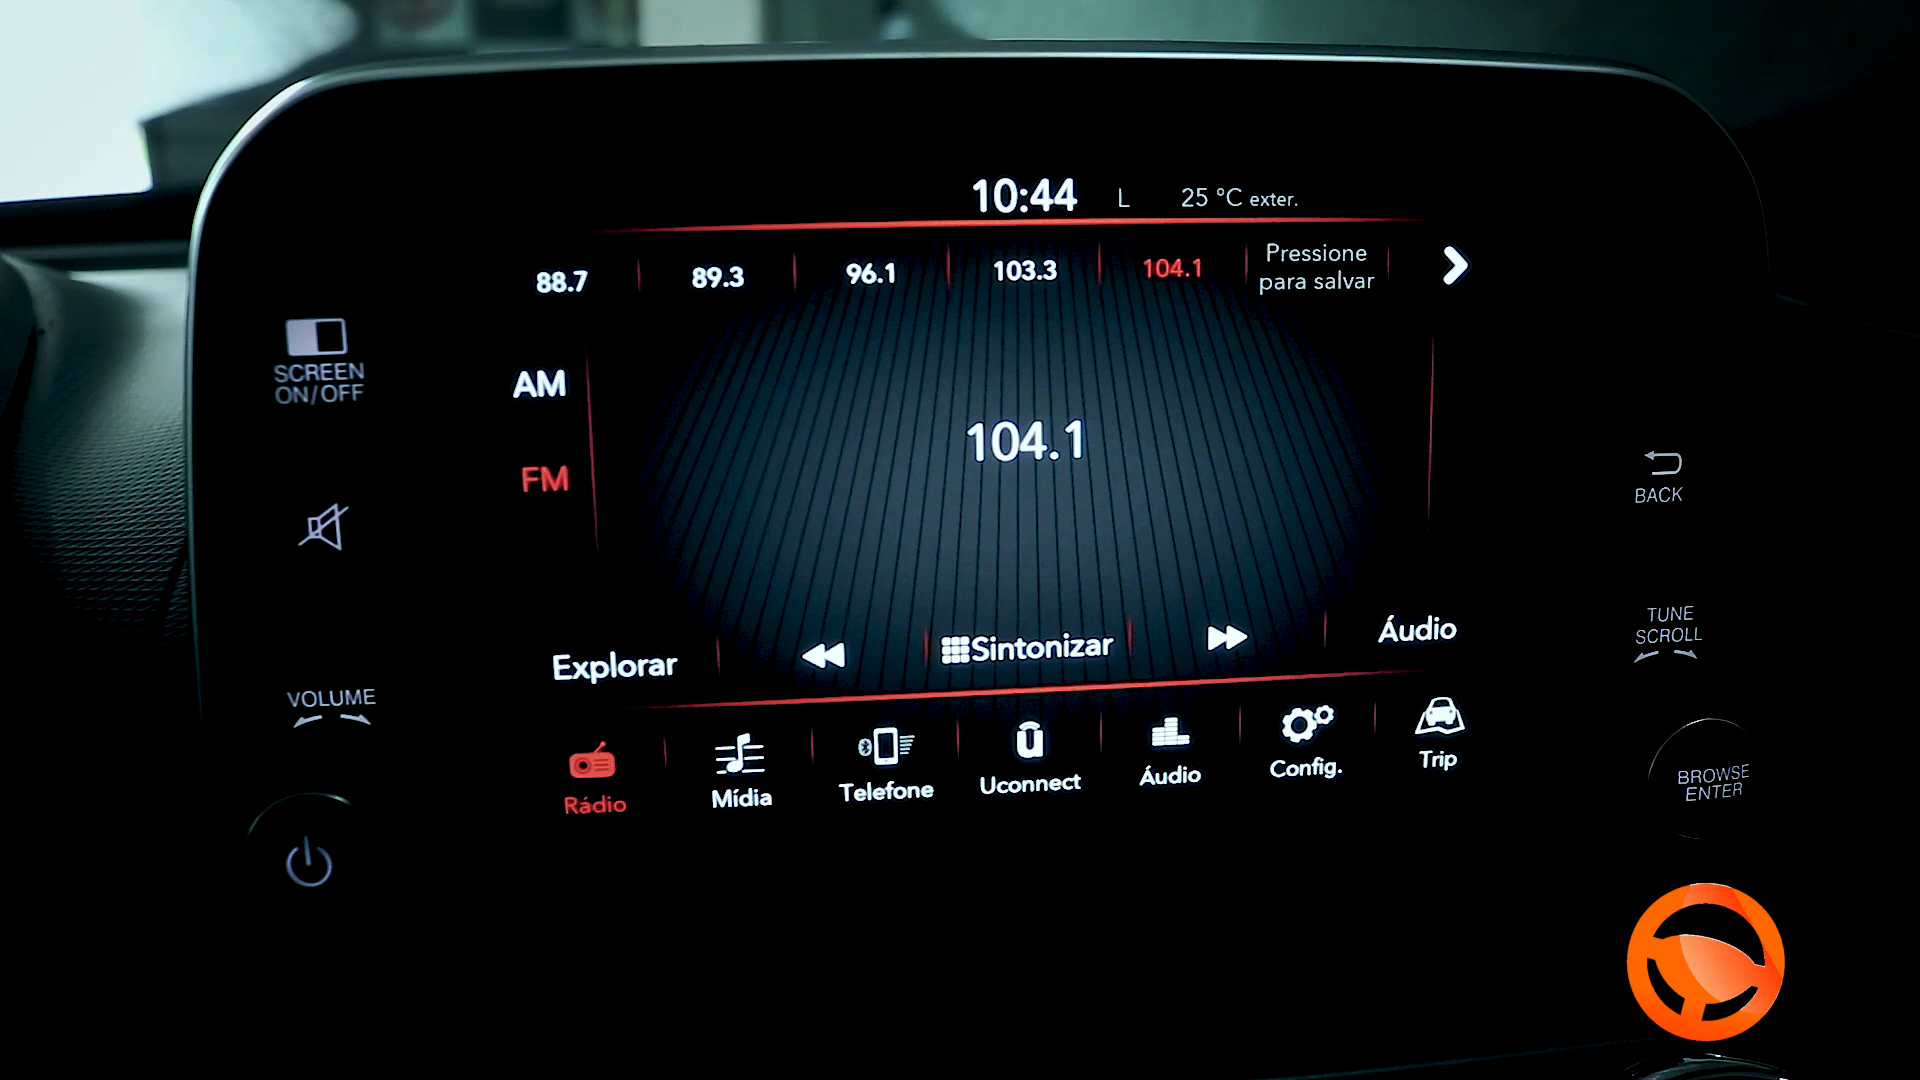 10:44 L 25 °C exter.
88.7 89.3 96.1 103.3 104.1 Pressione
para salvar
SCREEN
ON/OFF
AM
104.1
FM
BACK
TUNE
SCROLL
Explorar Sintonizar Áudio
VOLUME
Rádio Mídia Telefone Uconnect Áudio Config. Trip
BROWSE
ENTER